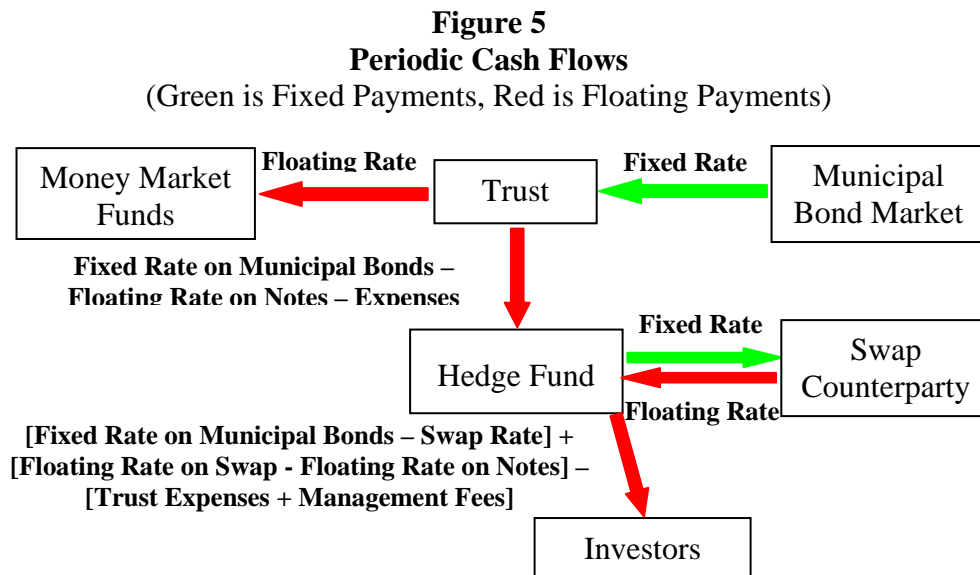 Figure 5
Periodic Cash Flows
(Green is Fixed Payments, Red is Floating Payments)
Floating Rate
Fixed Rate
Money Market
Funds
Trust
Municipal
Bond Market
Fixed Rate on Municipal Bonds –
Floating Rate on Notes – Expenses
Fixed Rate
Hedge Fund
Swap
Counterparty
Floating Rate
[Fixed Rate on Municipal Bonds – Swap Rate] +
[Floating Rate on Swap - Floating Rate on Notes] –
[Trust Expenses + Management Fees]
Investors